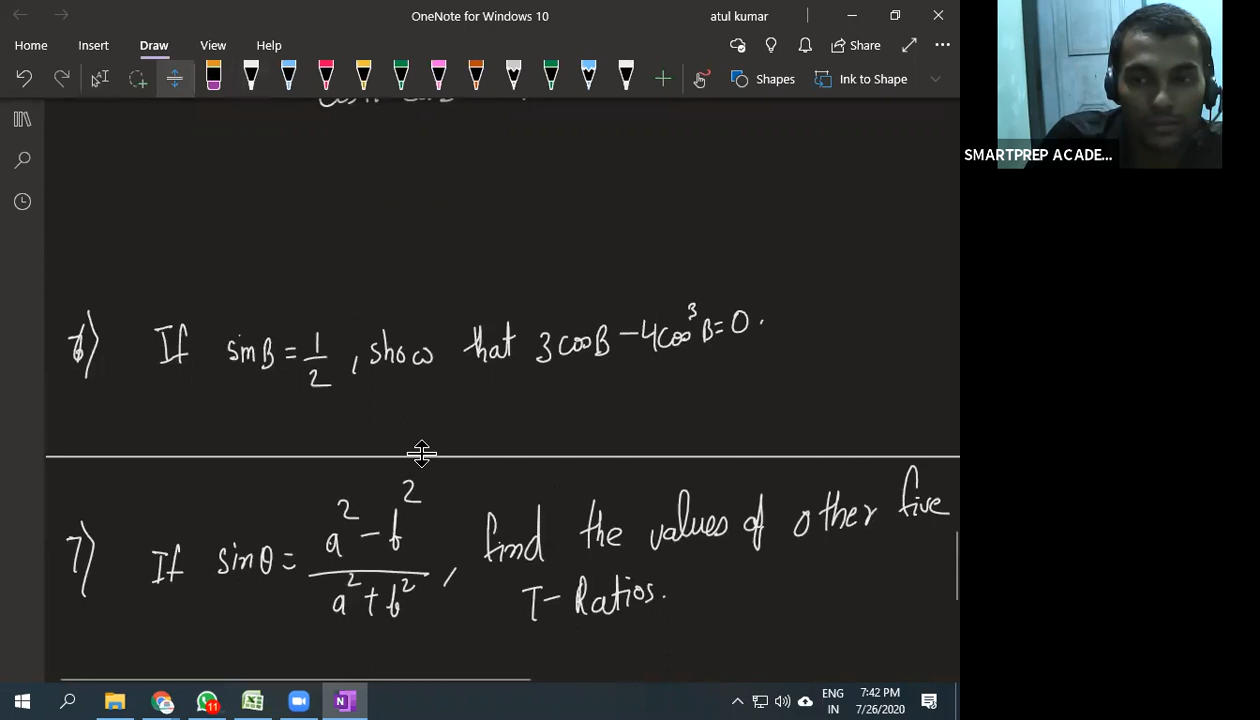 OneNote for Windows 10
atul kumar
Home Insert Draw View Help
Share
Shapes
Ink to Shape
SMARTPREP ACADE...
6) If sinB = 1/2, show that 3cosB - 4cos³B = 0.
7) If sinθ = a² - b² / a² + b², find the values of other five
T- Ratios.
11
N
ENG
IN
7:42 PM
7/26/2020